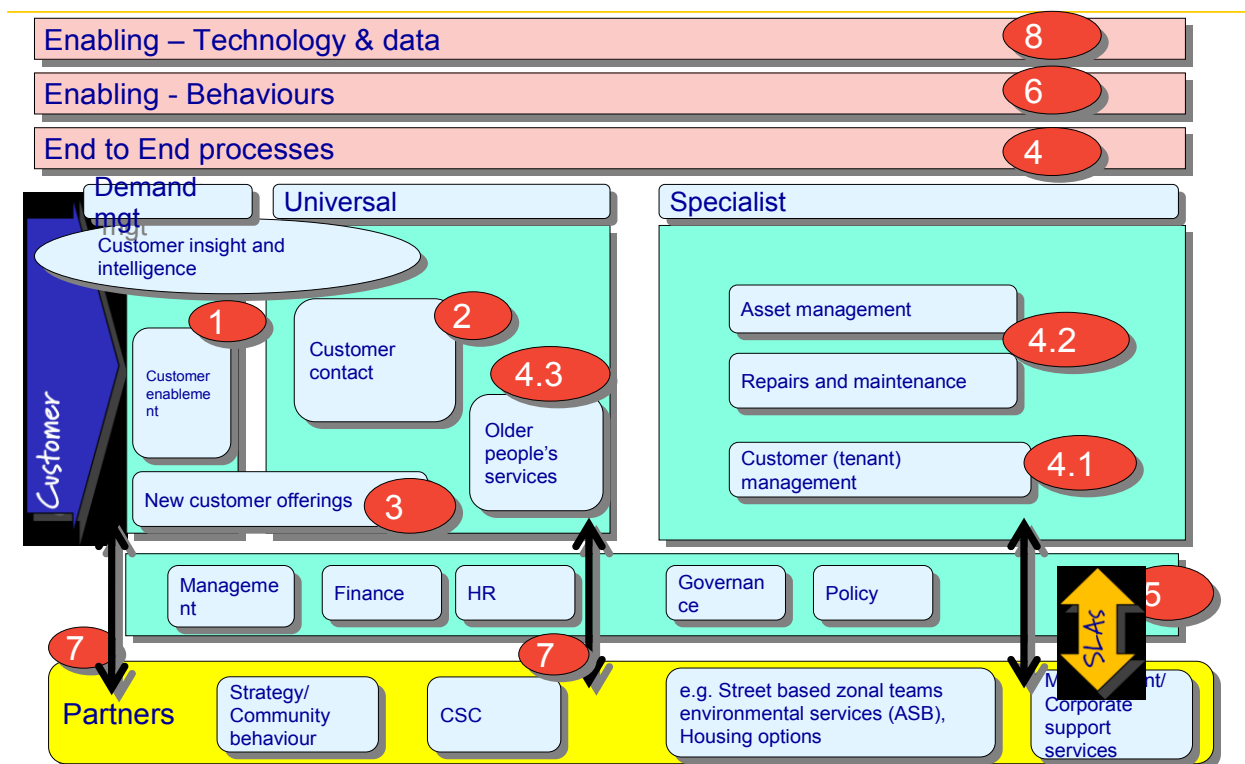 Enabling – Technology & data
8
Enabling - Behaviours
6
End to End processes
4
Demand
mgt
Universal
Specialist
Customer insight and
intelligence
1
2
Customer
enableme
nt
Customer
contact
4.3
Older
people's
services
New customer offerings
3
Asset management
4.2
Repairs and maintenance
Customer (tenant)
management
4.1
Customer
Manageme
nt
Finance
HR
Governan
ce
Policy
5
SLAs
7
7
Partners
Strategy/
Community
behaviour
CSC
e.g. Street based zonal teams
environmental services (ASB),
Housing options
Corporate
support
services